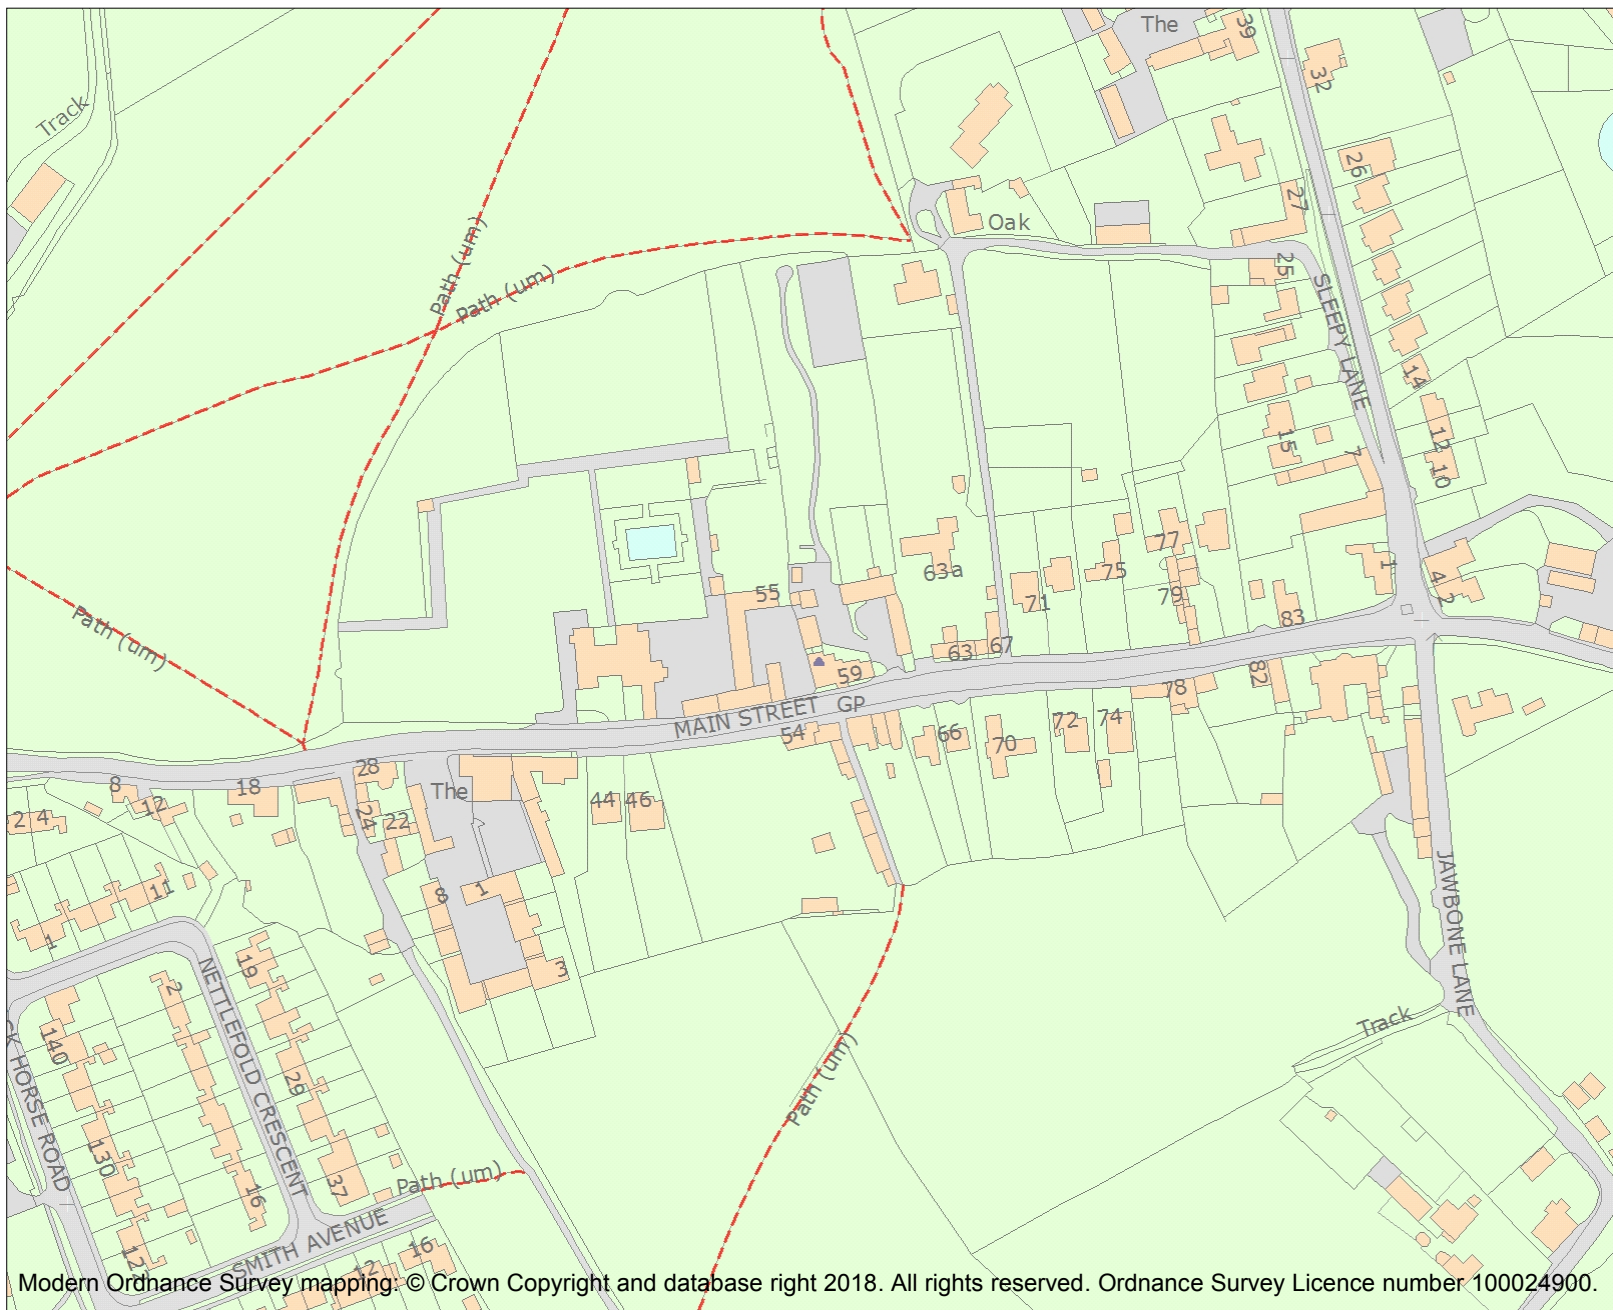 The
39
32
Track
26
27
Oak
Path (um)
Path (um)
25
SLEEPY LANE
14
15
7
12
10
77
63a
75
1
4
2
55
71
79
83
Path (um)
63
67
59
82
78
MAIN STREET
GP
54
66
70
72
74
28
The
8
18
12
2
4
24
22
44
46
JAWBONE LANE
11
8
1
1
3
19
2
NETTLEFOLD CRESCENT
Track
140
CK HORSE ROAD
29
Path (um)
130
37
16
Path (um)
SMITH AVENUE
16
12
Modern Ordnance Survey mapping: © Crown Copyright and database right 2018. All rights reserved. Ordnance Survey Licence number 100024900.